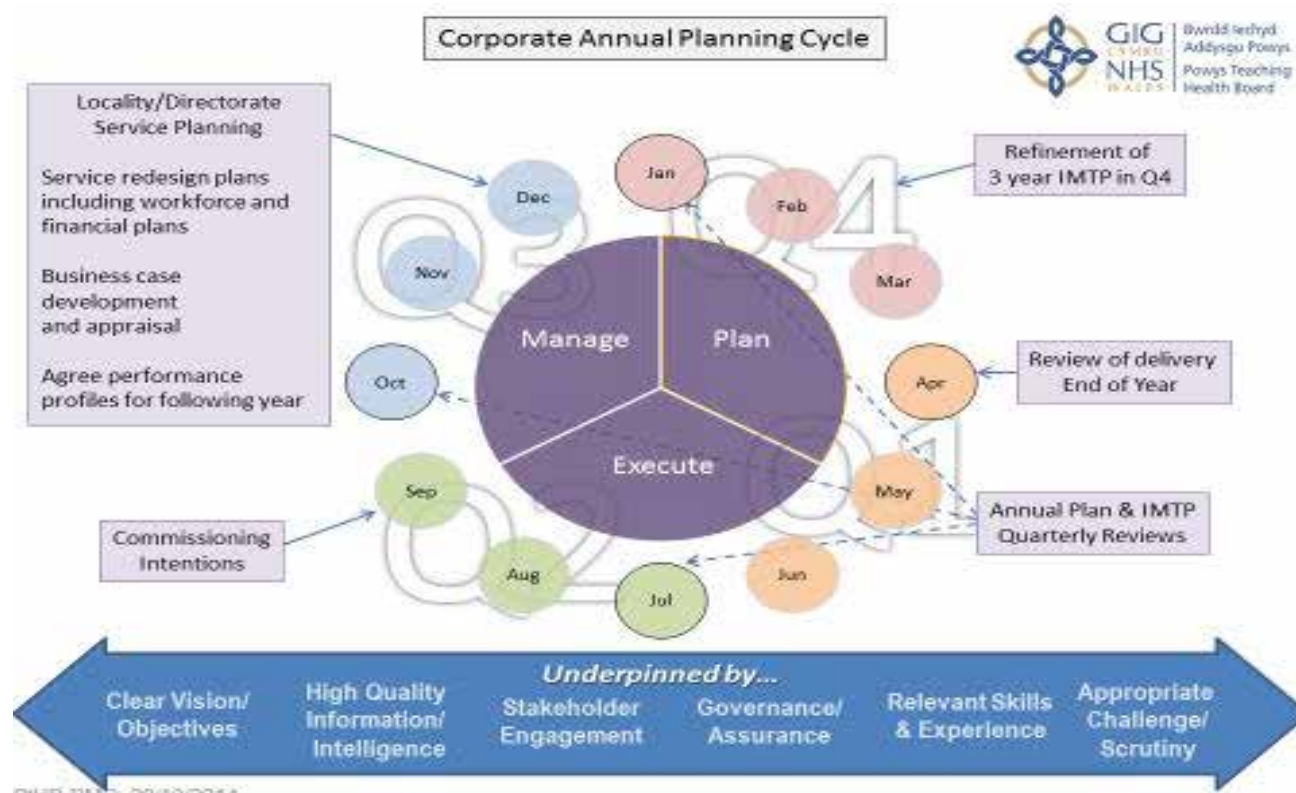 Corporate Annual Planning Cycle
GIG
CYMRU
NHS
WALES
Bwrdd Iechyd
Addysgu Powys
Powys Teaching
Health Board
Locality/Directorate
Service Planning
Service redesign plans
including workforce and
financial plans
Business case
development
and appraisal
Agree performance
profiles for following year
Refinement of
3 year IMTP in Q4
Review of delivery
End of Year
Annual Plan & IMTP
Quarterly Reviews
Commissioning
Intentions
Q3
Q4
Q1
Q2
Jan
Feb
Mar
Apr
May
Jun
Jul
Aug
Sep
Oct
Nov
Dec
Manage
Plan
Execute
Underpinned by...
Clear Vision/
Objectives
High Quality
Information/
Intelligence
Stakeholder
Engagement
Governance/
Assurance
Relevant Skills
& Experience
Appropriate
Challenge/
Scrutiny